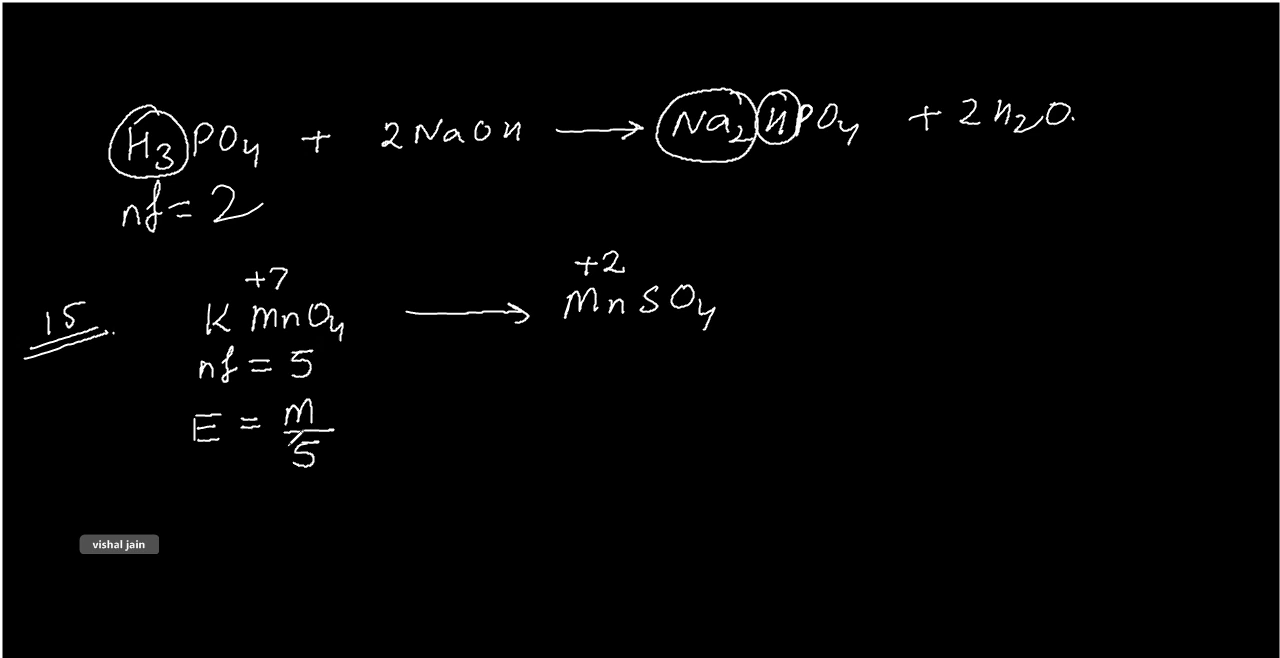 H3PO4 + 2NaOH → Na2HPO4 + 2H2O.
nf = 2
+7 +2
15. KMnO4 → MnSO4
nf = 5
E = M/5
vishal jain